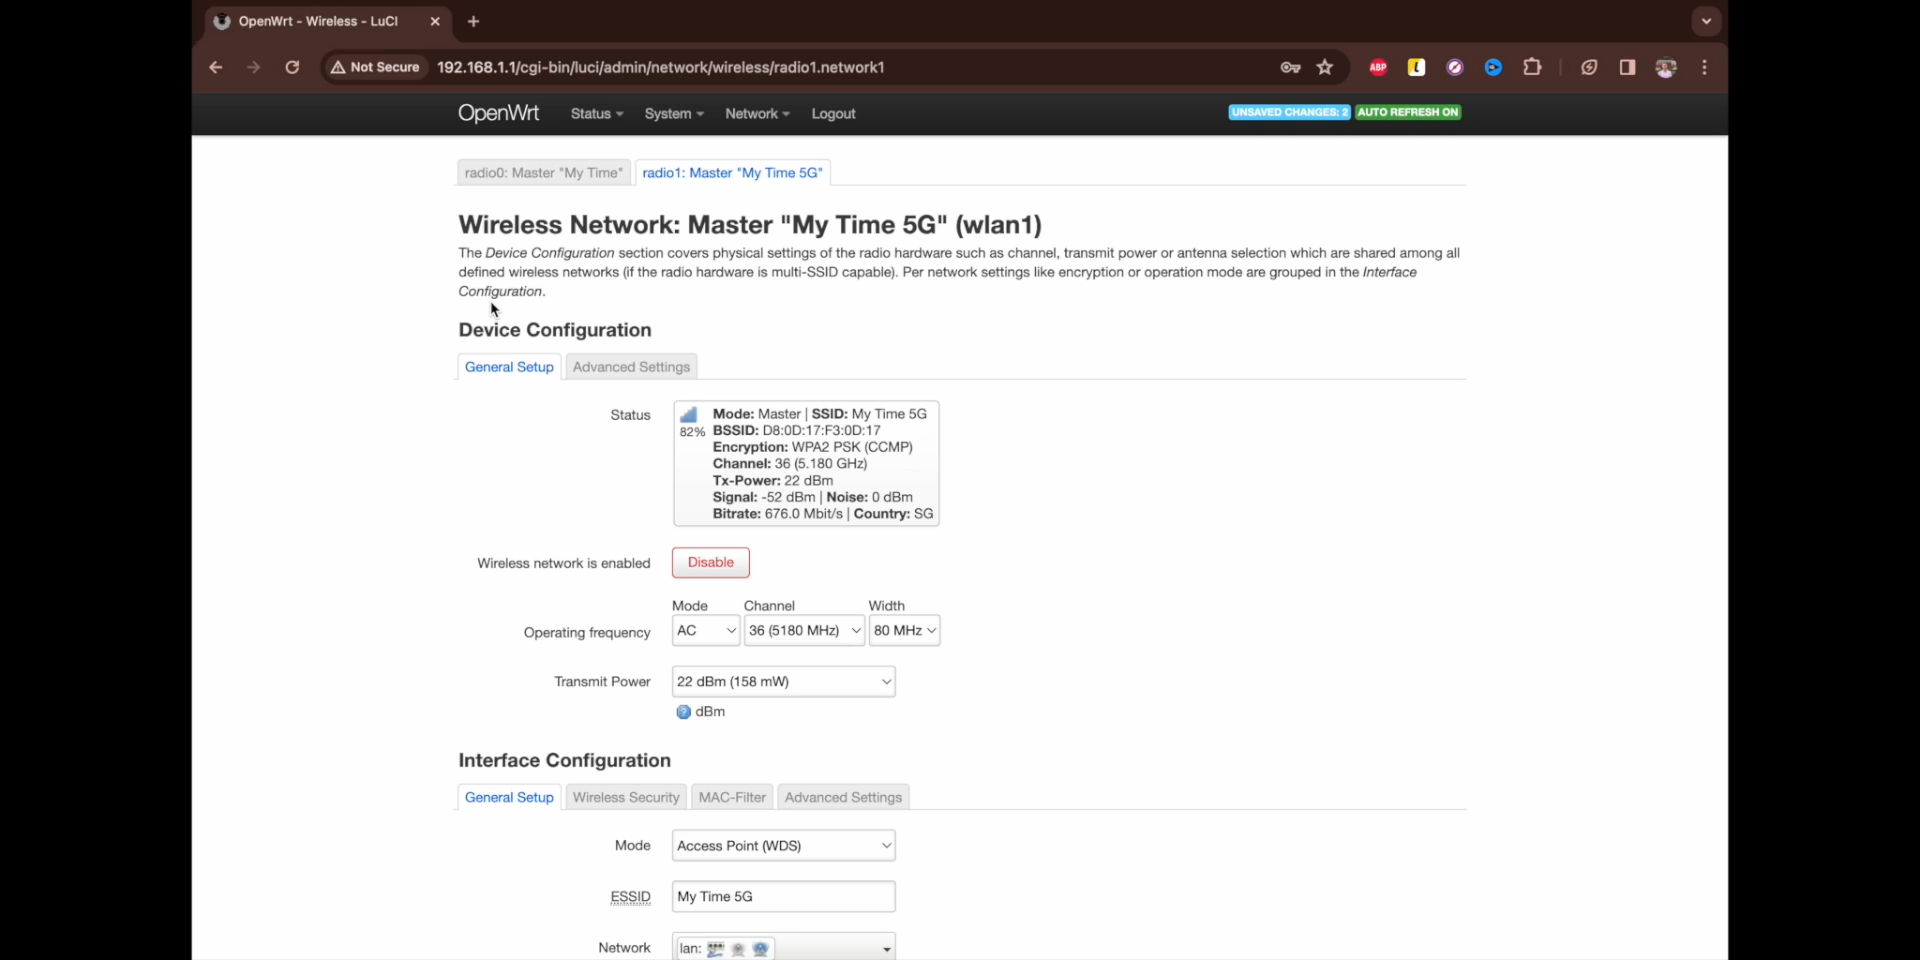 OpenWrt - Wireless - LuCI
Not Secure 192.168.1.1/cgi-bin/luci/admin/network/wireless/radio1.network1
ABP
OpenWrt Status System Network Logout UNSAVED CHANGES: 2 AUTO REFRESH ON
radio0: Master "My Time" radio1: Master "My Time 5G"
Wireless Network: Master "My Time 5G" (wlan1)
The Device Configuration section covers physical settings of the radio hardware such as channel, transmit power or antenna selection which are shared among all
defined wireless networks (if the radio hardware is multi-SSID capable). Per network settings like encryption or operation mode are grouped in the Interface
Configuration.
Device Configuration
General Setup Advanced Settings
Status
82%
Mode: Master | SSID: My Time 5G
BSSID: D8:0D:17:F3:0D:17
Encryption: WPA2 PSK (CCMP)
Channel: 36 (5.180 GHz)
Tx-Power: 22 dBm
Signal: -52 dBm | Noise: 0 dBm
Bitrate: 676.0 Mbit/s | Country: SG
Wireless network is enabled Disable
Mode Channel Width
Operating frequency AC 36 (5180 MHz) 80 MHz
Transmit Power 22 dBm (158 mW)
dBm
Interface Configuration
General Setup Wireless Security MAC-Filter Advanced Settings
Mode Access Point (WDS)
ESSID My Time 5G
Network lan: